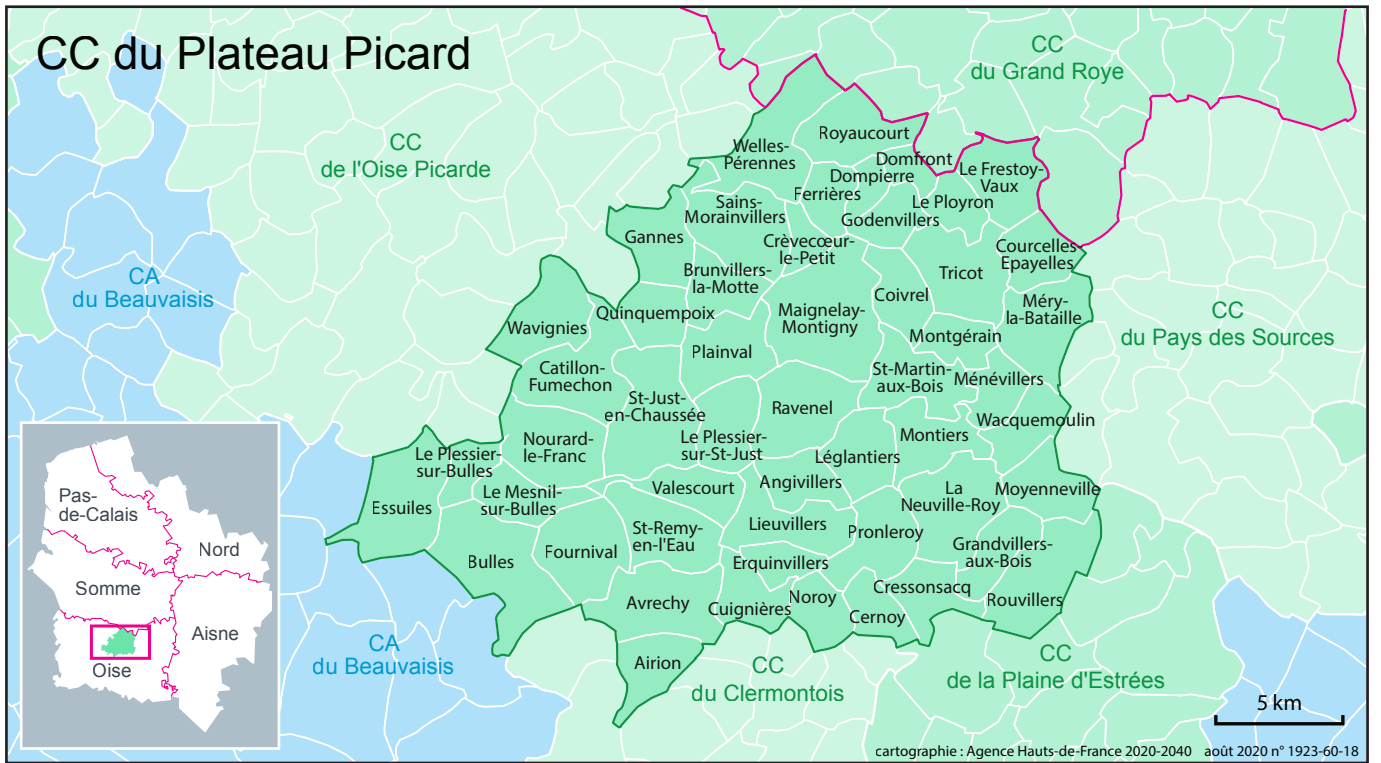 CC du Plateau Picard
CC
du Grand Roye
CC
de l'Oise Picarde
CA
du Beauvaisis
CC
du Pays des Sources
Royaucourt
Welles-
Pérennes
Domfront
Dompierre
Le Frestoy-
Vaux
Ferrières
Le Ployron
Sains-
Morainvillers
Godenvillers
Gannes
Crèvecœur-
le-Petit
Courcelles-
Epayelles
Brunvillers-
la-Motte
Tricot
Coivrel
Méry-
la-Bataille
Quinquempoix
Maignelay-
Montigny
Wavignies
Montgérain
Plainval
Catillon-
Fumechon
St-Martin-
aux-Bois
Ménévillers
St-Just-
en-Chaussée
Ravenel
Wacquemoulin
Nourard-
le-Franc
Le Plessier-
sur-St-Just
Montiers
Le Plessier-
sur-Bulles
Léglantiers
Angivillers
Valescourt
La
Neuville-Roy
Moyenneville
Le Mesnil-
sur-Bulles
Essuiles
Lieuvillers
St-Remy-
en-l'Eau
Pronleroy
Grandvillers-
aux-Bois
Fournival
Bulles
Erquinvillers
Cressonsacq
Rouvillers
Avrechy
Cuignières
Noroy
Cernoy
Airion
CA
du Beauvaisis
CC
du Clermontois
CC
de la Plaine d'Estrées
Pas-
de-Calais
Nord
Somme
Aisne
Oise
5 km
cartographie : Agence Hauts-de-France 2020-2040 août 2020 n° 1923-60-18